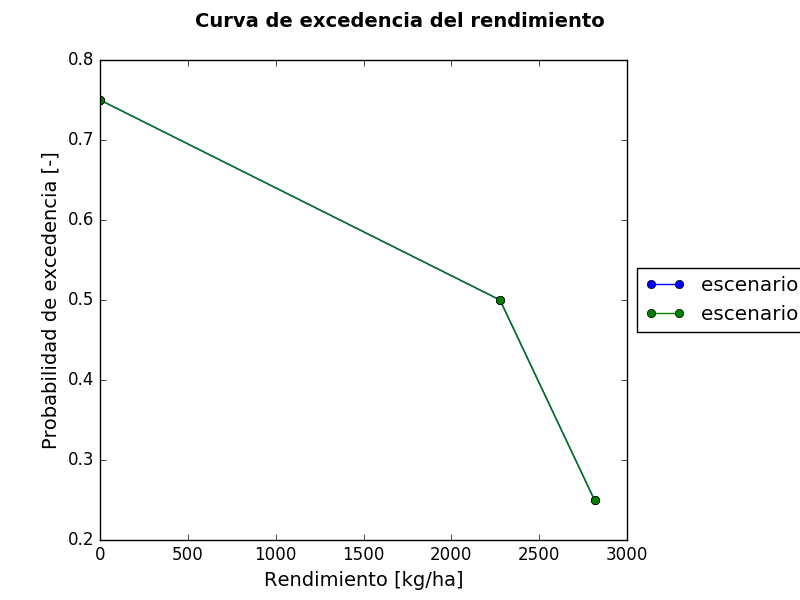 Curva de excedencia del rendimiento
0.8
0.7
0.6
0.5
0.4
0.3
0.2
Probabilidad de excedencia [-]
0 500 1000 1500 2000 2500 3000
Rendimiento [kg/ha]
escenario
escenario